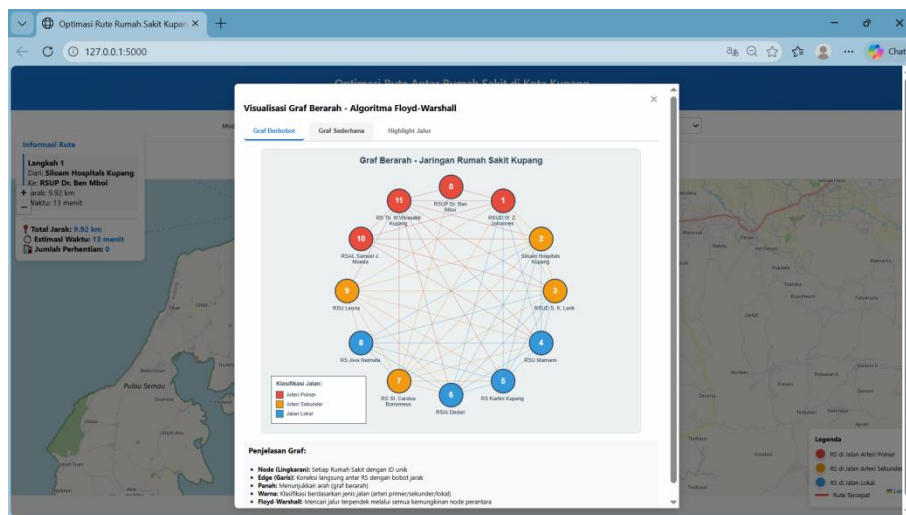 Optimasi Rute Rumah Sakit Kupan
127.0.0.1:5000
Chat
Optimasi Rute Antar Rumah Sakit di Kota Kupang
Visualisasi Graf Berarah - Algoritma Floyd-Warshall
Graf Berbobot
Graf Sederhana
Highlight Jalur
Informasi Rute
Langkah 1
Dari: Siloam Hospitals Kupang
Ke: RSUP Dr. Ben Mboi
Jarak: 9.92 km
Waktu: 13 menit
Total Jarak: 9.92 km
Estimasi Waktu: 13 menit
Jumlah Perhentian: 0
Graf Berarah - Jaringan Rumah Sakit Kupang
0
RSUP Dr. Ben
Mboi
11
1
RSUD W. Z.
Johannes
Kupang
10
RSAL Samuel J.
Moeda
2
Siloam Hospitals
Kupang
9
RSU Leona
3
RSUD S. K. Lerik
8
RS Jiwa Naimata
4
RSU Mamami
7
RS St. Carolus
Borromeus
6
RSIA Dedari
5
RS Kartini Kupang
Klasifikasi Jalan:
Arteri Primer
Arteri Sekunder
Jalan Lokal
Pulau Semau
Penjelasan Graf:
Node (Lingkaran): Setiap Rumah Sakit dengan ID unik
Edge (Garis): Koneksi langsung antar RS dengan bobot jarak
Panah: Menunjukkan arah (graf berarah)
Warna: Klasifikasi berdasarkan jenis jalan (arteri primer/sekunder/lokal)
Floyd-Warshall: Mencari jalur terpendek melalui semua kemungkinan node perantara
Legenda
RS di Jalan Arteri Primer
RS di Jalan Arteri Sekunder
RS di Jalan Lokal
Rute Tercepat